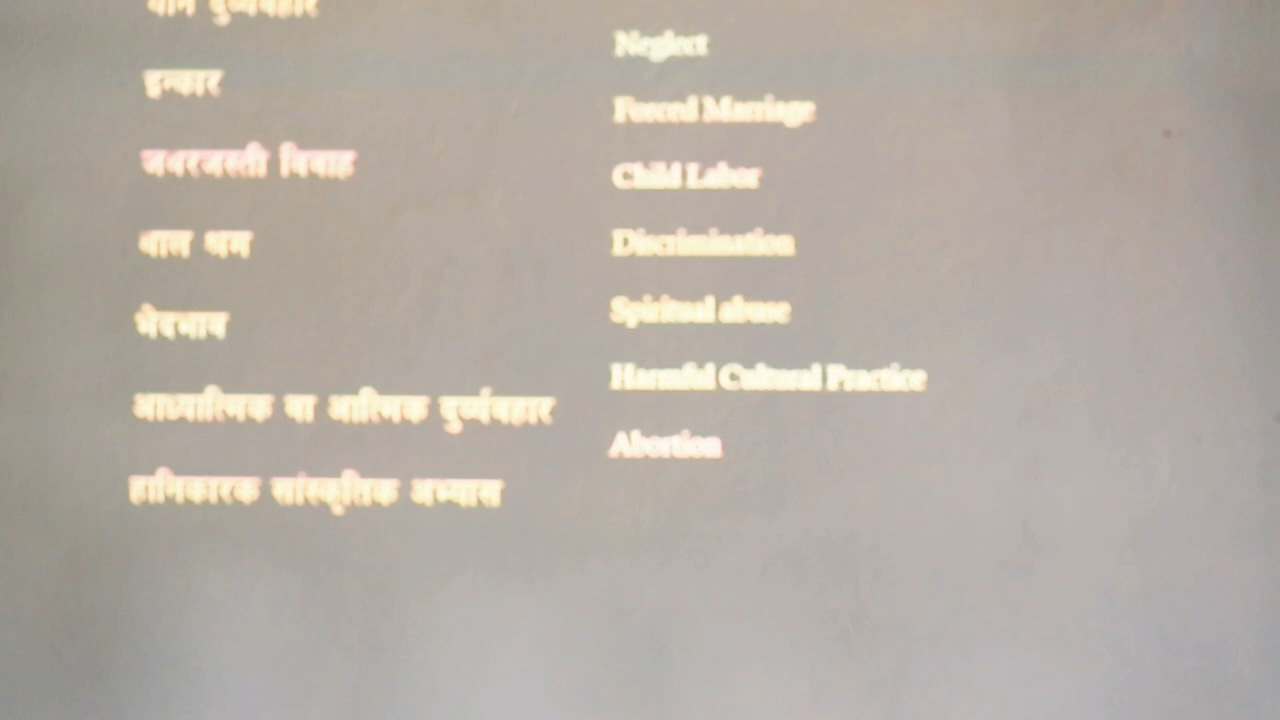 यौन दुर्व्यवहार
इन्कार
जबरजस्ती विवाह
बाल श्रम
भेदभाव
आध्यात्मिक वा आत्मिक दुर्व्यवहार
हानिकारक सांस्कृतिक अभ्यास
Neglect
Forced Marriage
Child Labor
Discrimination
Spiritual abuse
Harmful Cultural Practice
Abortion